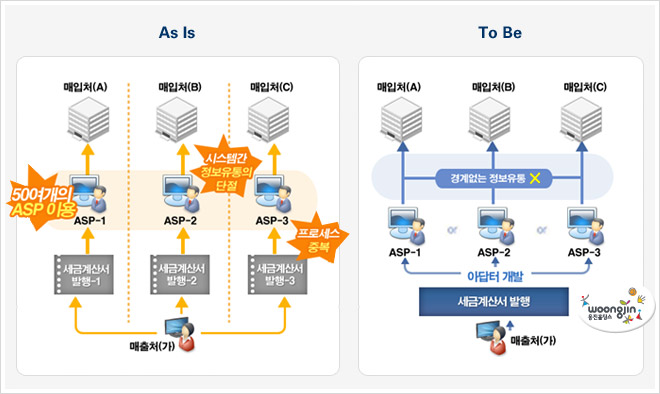 As Is
매입처(A)
매입처(B)
매입처(C)
시스템간
정보유통의
단절
50여개의
ASP 이용
ASP-1
ASP-2
ASP-3
프로세스
중복
세금계산서
발행-1
세금계산서
발행-2
세금계산서
발행-3
매출처(가)
To Be
매입처(A)
매입처(B)
매입처(C)
경계없는 정보유통 X
ASP-1
or
ASP-2
or
ASP-3
아답터 개발
세금계산서 발행
매출처(가)
woongjin
웅진홀딩스